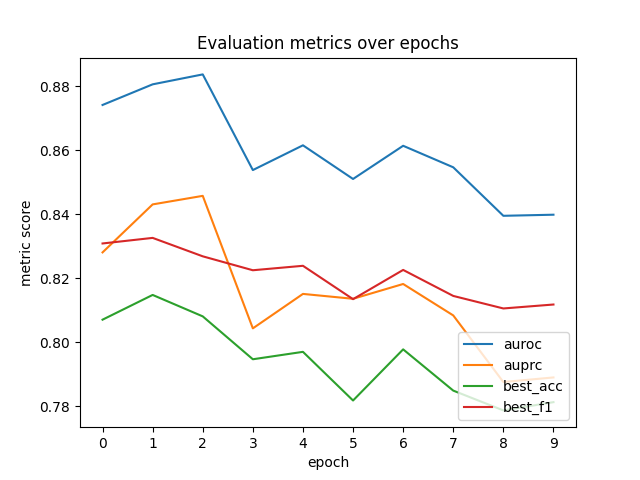 Evaluation metrics over epochs
metric score
0.88
0.86
0.84
0.82
0.80
0.78
auroc
auprc
best_acc
best_f1
0 1 2 3 4 5 6 7 8 9
epoch